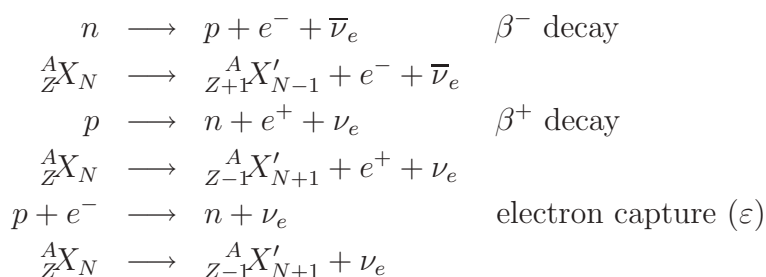 n ⟶ p + e⁻ + ν̅ₑ β⁻ decay
ᴬ_Z X_N ⟶ ᴬ_{Z+1} X′_{N−1} + e⁻ + ν̅ₑ
p ⟶ n + e⁺ + νₑ β⁺ decay
ᴬ_Z X_N ⟶ ᴬ_{Z−1} X′_{N+1} + e⁺ + νₑ
p + e⁻ ⟶ n + νₑ electron capture (ε)
ᴬ_Z X_N ⟶ ᴬ_{Z−1} X′_{N+1} + νₑ